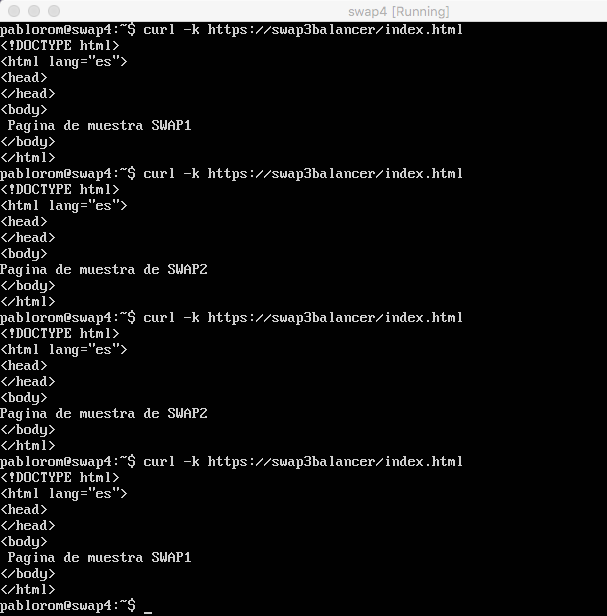 swap4 [Running]
pablorom@swap4:~$ curl -k https://swap3balancer/index.html
<!DOCTYPE html>
<html lang="es">
<head>
</head>
<body>
 Pagina de muestra SWAP1
</body>
</html>
pablorom@swap4:~$ curl -k https://swap3balancer/index.html
<!DOCTYPE html>
<html lang="es">
<head>
</head>
<body>
Pagina de muestra de SWAP2
</body>
</html>
pablorom@swap4:~$ curl -k https://swap3balancer/index.html
<!DOCTYPE html>
<html lang="es">
<head>
</head>
<body>
Pagina de muestra de SWAP2
</body>
</html>
pablorom@swap4:~$ curl -k https://swap3balancer/index.html
<!DOCTYPE html>
<html lang="es">
<head>
</head>
<body>
 Pagina de muestra SWAP1
</body>
</html>
pablorom@swap4:~$ _